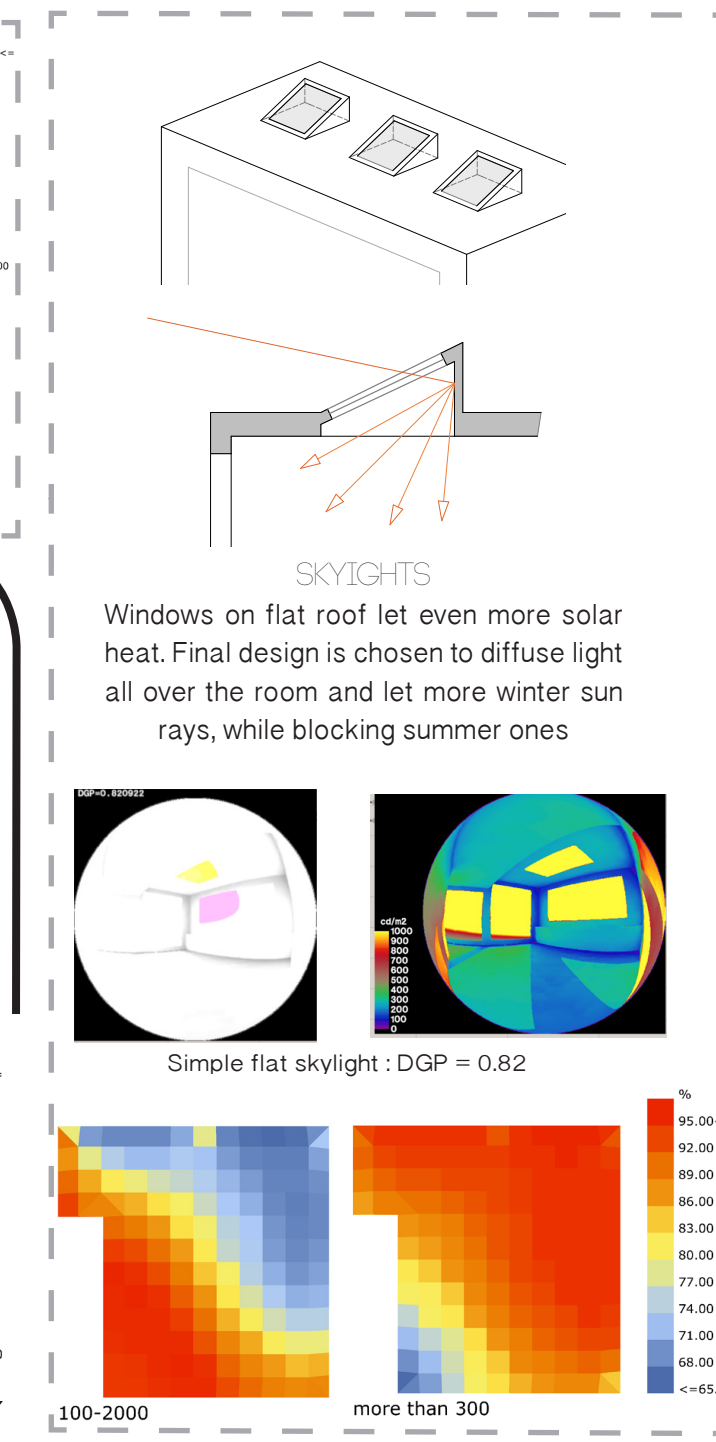 <=
00
SKYIGHTS
Windows on flat roof let even more solar
heat. Final design is chosen to diffuse light
all over the room and let more winter sun
rays, while blocking summer ones
DGP=0.820922
cd/m2
1000
900
800
700
600
500
400
300
200
100
0
Simple flat skylight : DGP = 0.82
%
95.00
92.00
89.00
86.00
83.00
80.00
77.00
74.00
71.00
68.00
<=65.
100-2000
more than 300